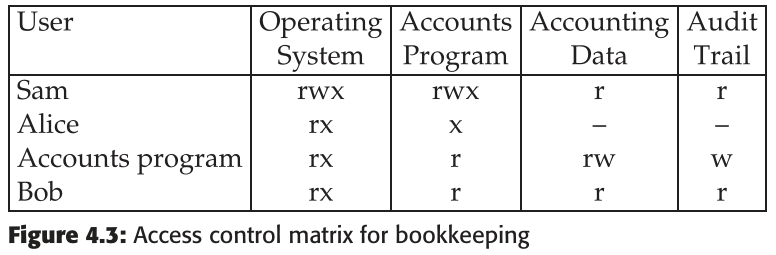 User Operating System Accounts Program Accounting Data Audit Trail
Sam rwx rwx r r
Alice rx x – –
Accounts program rx r rw w
Bob rx r r r
Figure 4.3: Access control matrix for bookkeeping